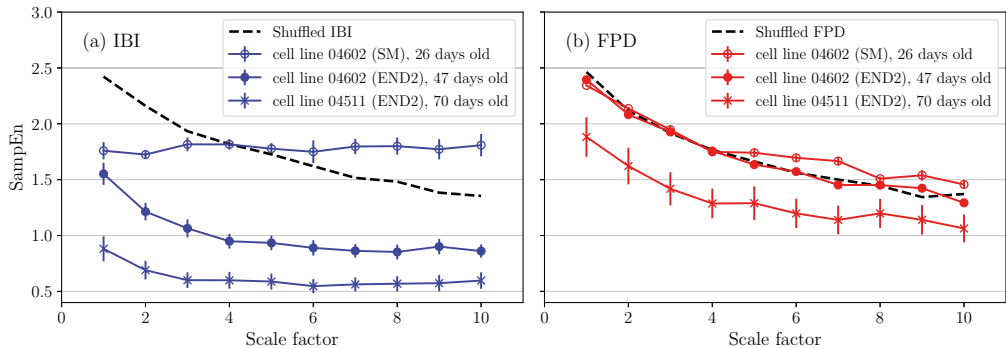 (a) IBI
Shuffled IBI
cell line 04602 (SM), 26 days old
cell line 04602 (END2), 47 days old
cell line 04511 (END2), 70 days old
SampEn
3.0
2.5
2.0
1.5
1.0
0.5
0 2 4 6 8 10
Scale factor
(b) FPD
Shuffled FPD
cell line 04602 (SM), 26 days old
cell line 04602 (END2), 47 days old
cell line 04511 (END2), 70 days old
0 2 4 6 8 10
Scale factor